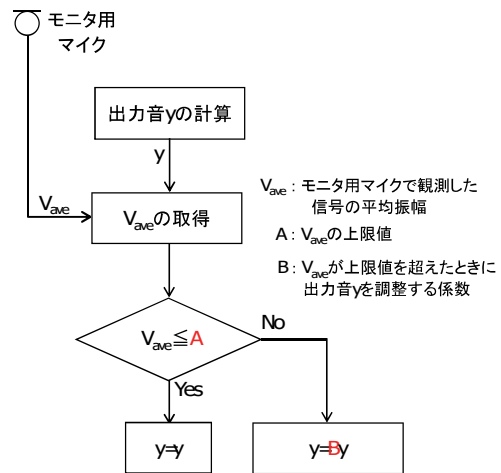 モニタ用
マイク
出力音yの計算
y
Vave
Vaveの取得
Vave : モニタ用マイクで観測した
信号の平均振幅
A : Vaveの上限値
B : Vaveが上限値を超えたときに
出力音yを調整する係数
Vave≦A
No
Yes
y=y
y=By